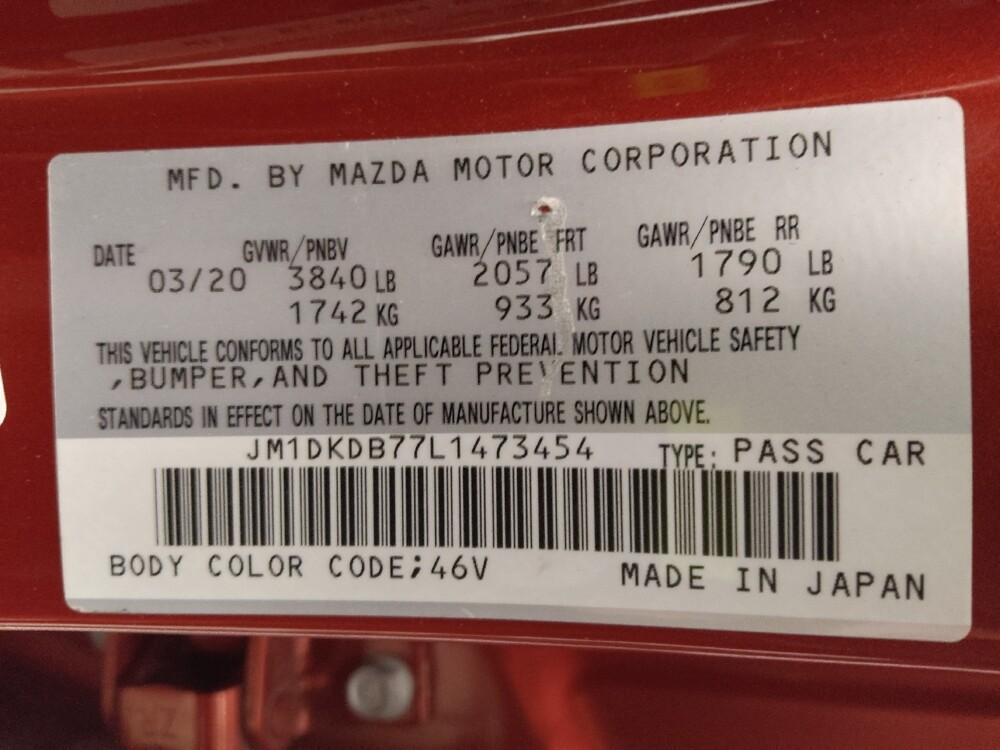 MFD. BY MAZDA MOTOR CORPORATION
DATE GVWR/PNBV GAWR/PNBE FRT GAWR/PNBE RR
03/20 3840 LB 2057 LB 1790 LB
1742 KG 933 KG 812 KG
THIS VEHICLE CONFORMS TO ALL APPLICABLE FEDERAL MOTOR VEHICLE SAFETY
,BUMPER,AND THEFT PREVENTION
STANDARDS IN EFFECT ON THE DATE OF MANUFACTURE SHOWN ABOVE.
JM1DKDB77L1473454 TYPE: PASS CAR
BODY COLOR CODE;46V MADE IN JAPAN